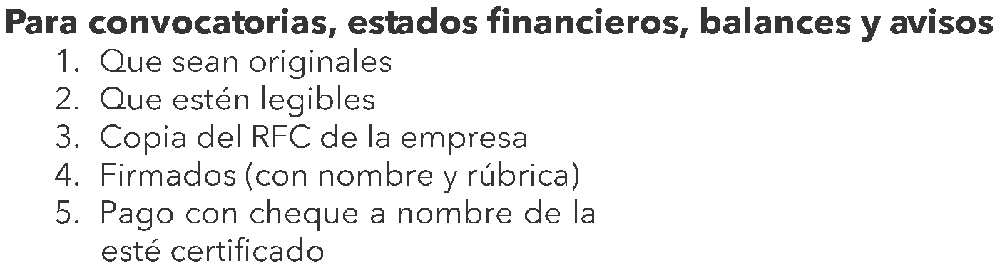 Para convocatorias, estados financieros, balances y avisos
1. Que sean originales
2. Que estén legibles
3. Copia del RFC de la empresa
4. Firmados (con nombre y rúbrica)
5. Pago con cheque a nombre de la
esté certificado